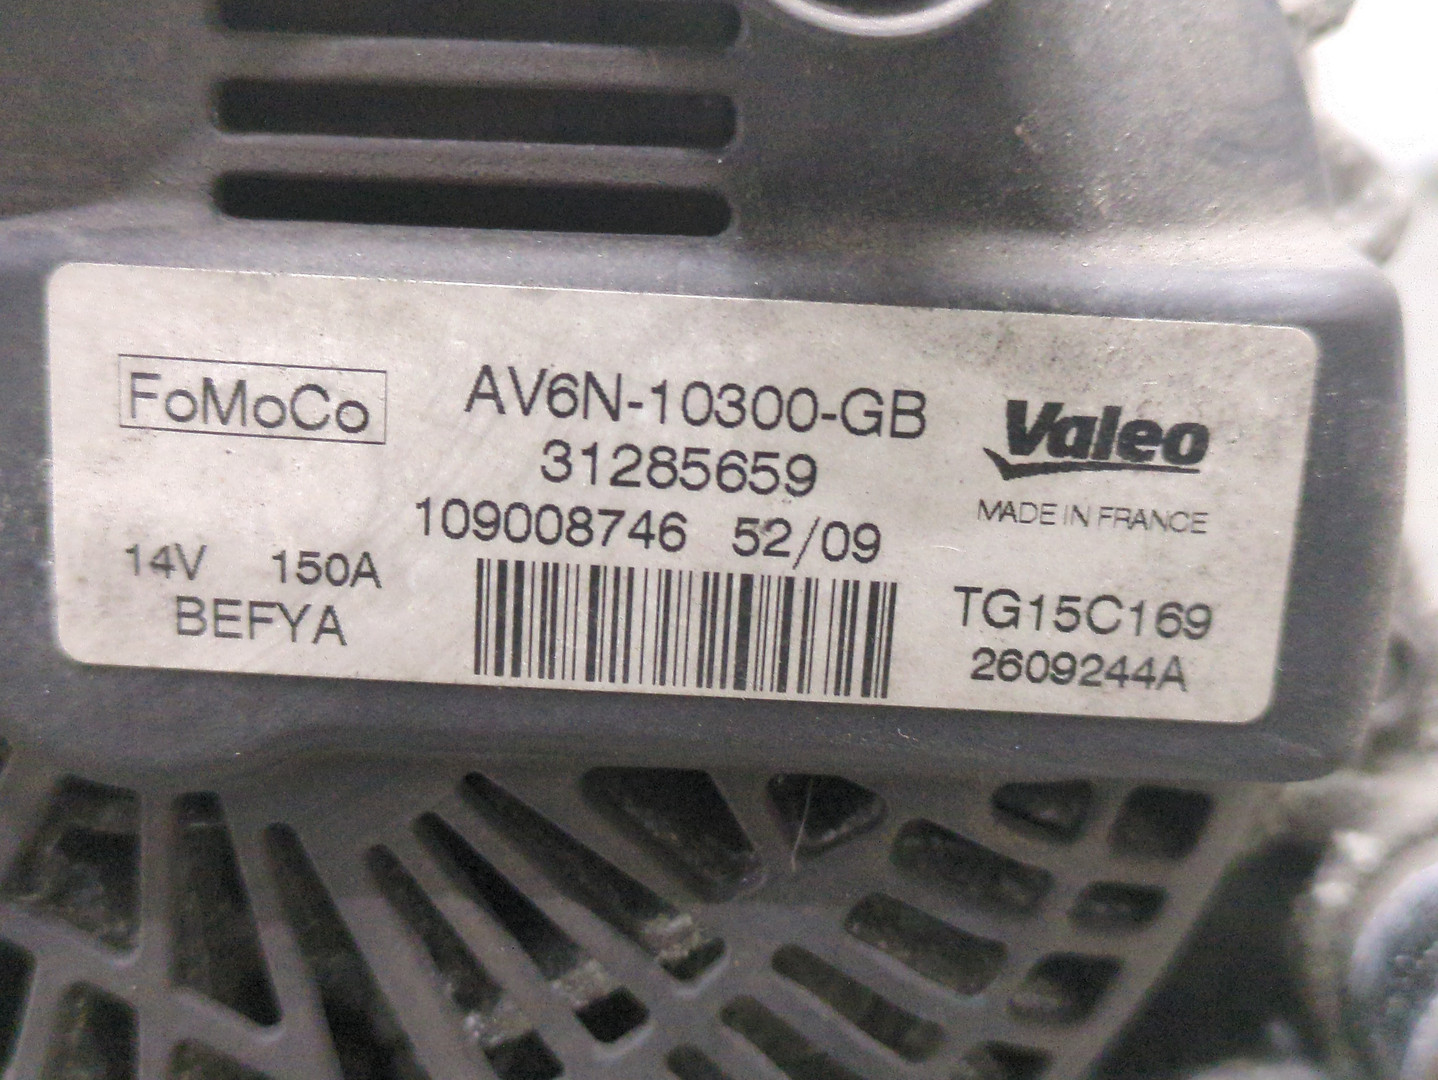 FoMoCo
AV6N-10300-GB
31285659
109008746 52/09
14V 150A
BEFYA
Valeo
MADE IN FRANCE
TG15C169
2609244A